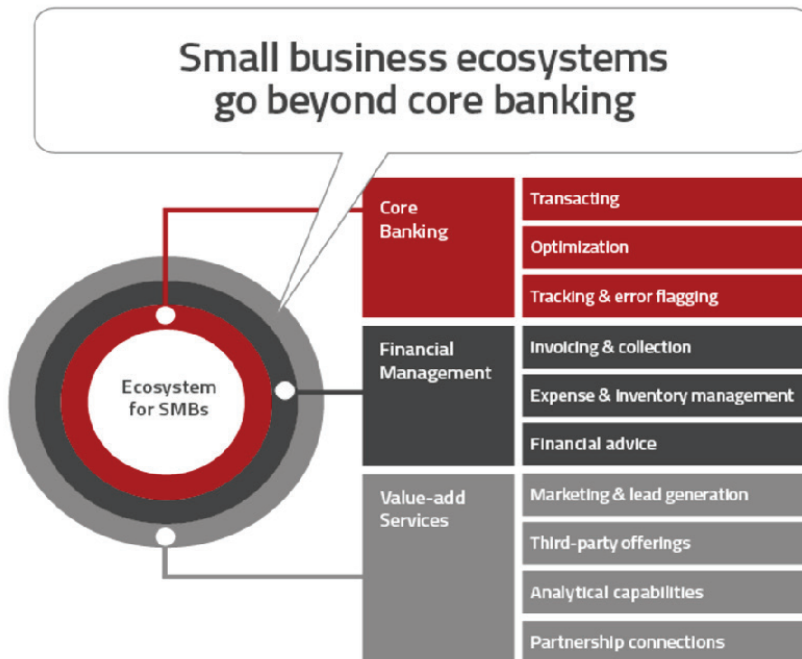 Small business ecosystems
go beyond core banking
Core
Banking
Transacting
Optimization
Tracking & error flagging
Ecosystem
for SMBs
Financial
Management
Invoicing & collection
Expense & inventory management
Financial advice
Value-add
Services
Marketing & lead generation
Third-party offerings
Analytical capabilities
Partnership connections